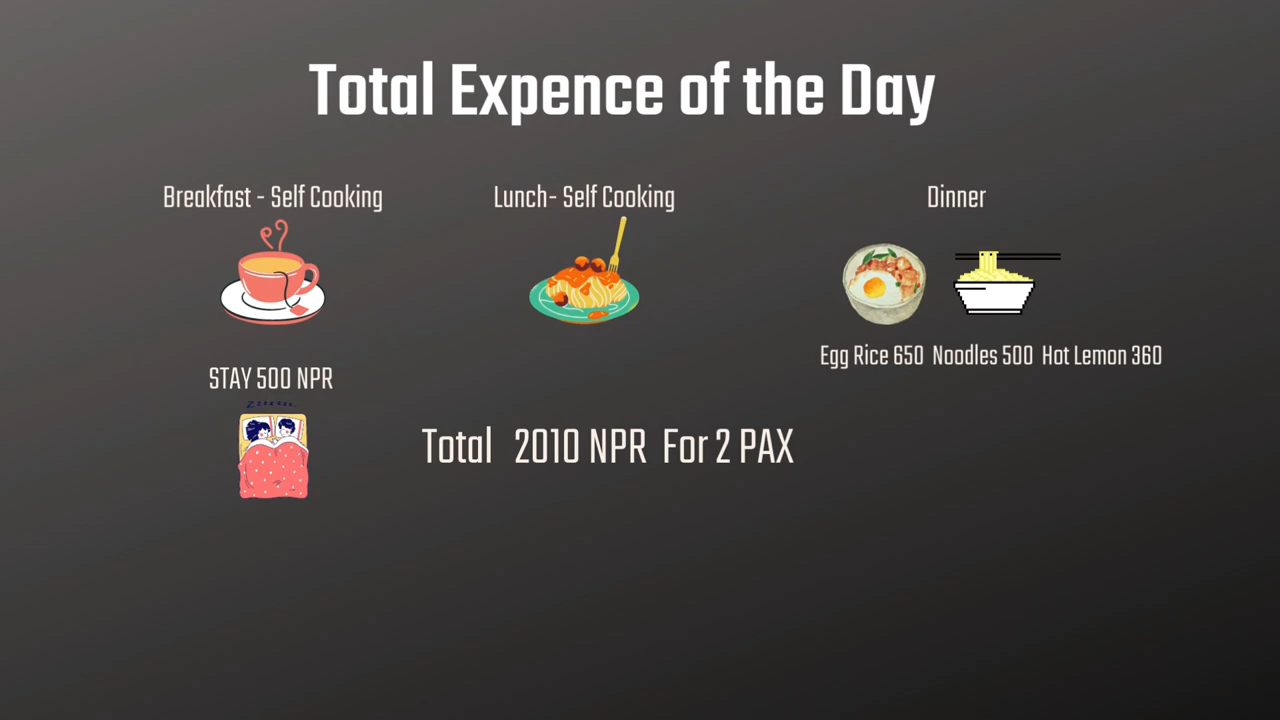 Total Expence of the Day
Breakfast - Self Cooking
Lunch- Self Cooking
Dinner
Egg Rice 650 Noodles 500 Hot Lemon 360
STAY 500 NPR
Total 2010 NPR For 2 PAX